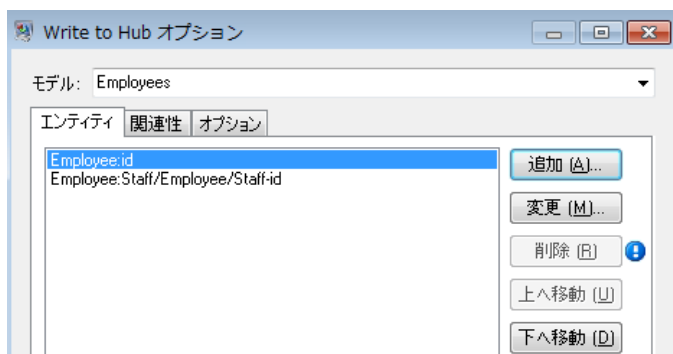 Write to Hub オプション
モデル: Employees
エンティティ 関連性 オプション
Employee:id
Employee:Staff/Employee/Staff-id
追加 (A)...
変更 (M)...
削除 (R)
上へ移動 (U)
下へ移動 (D)